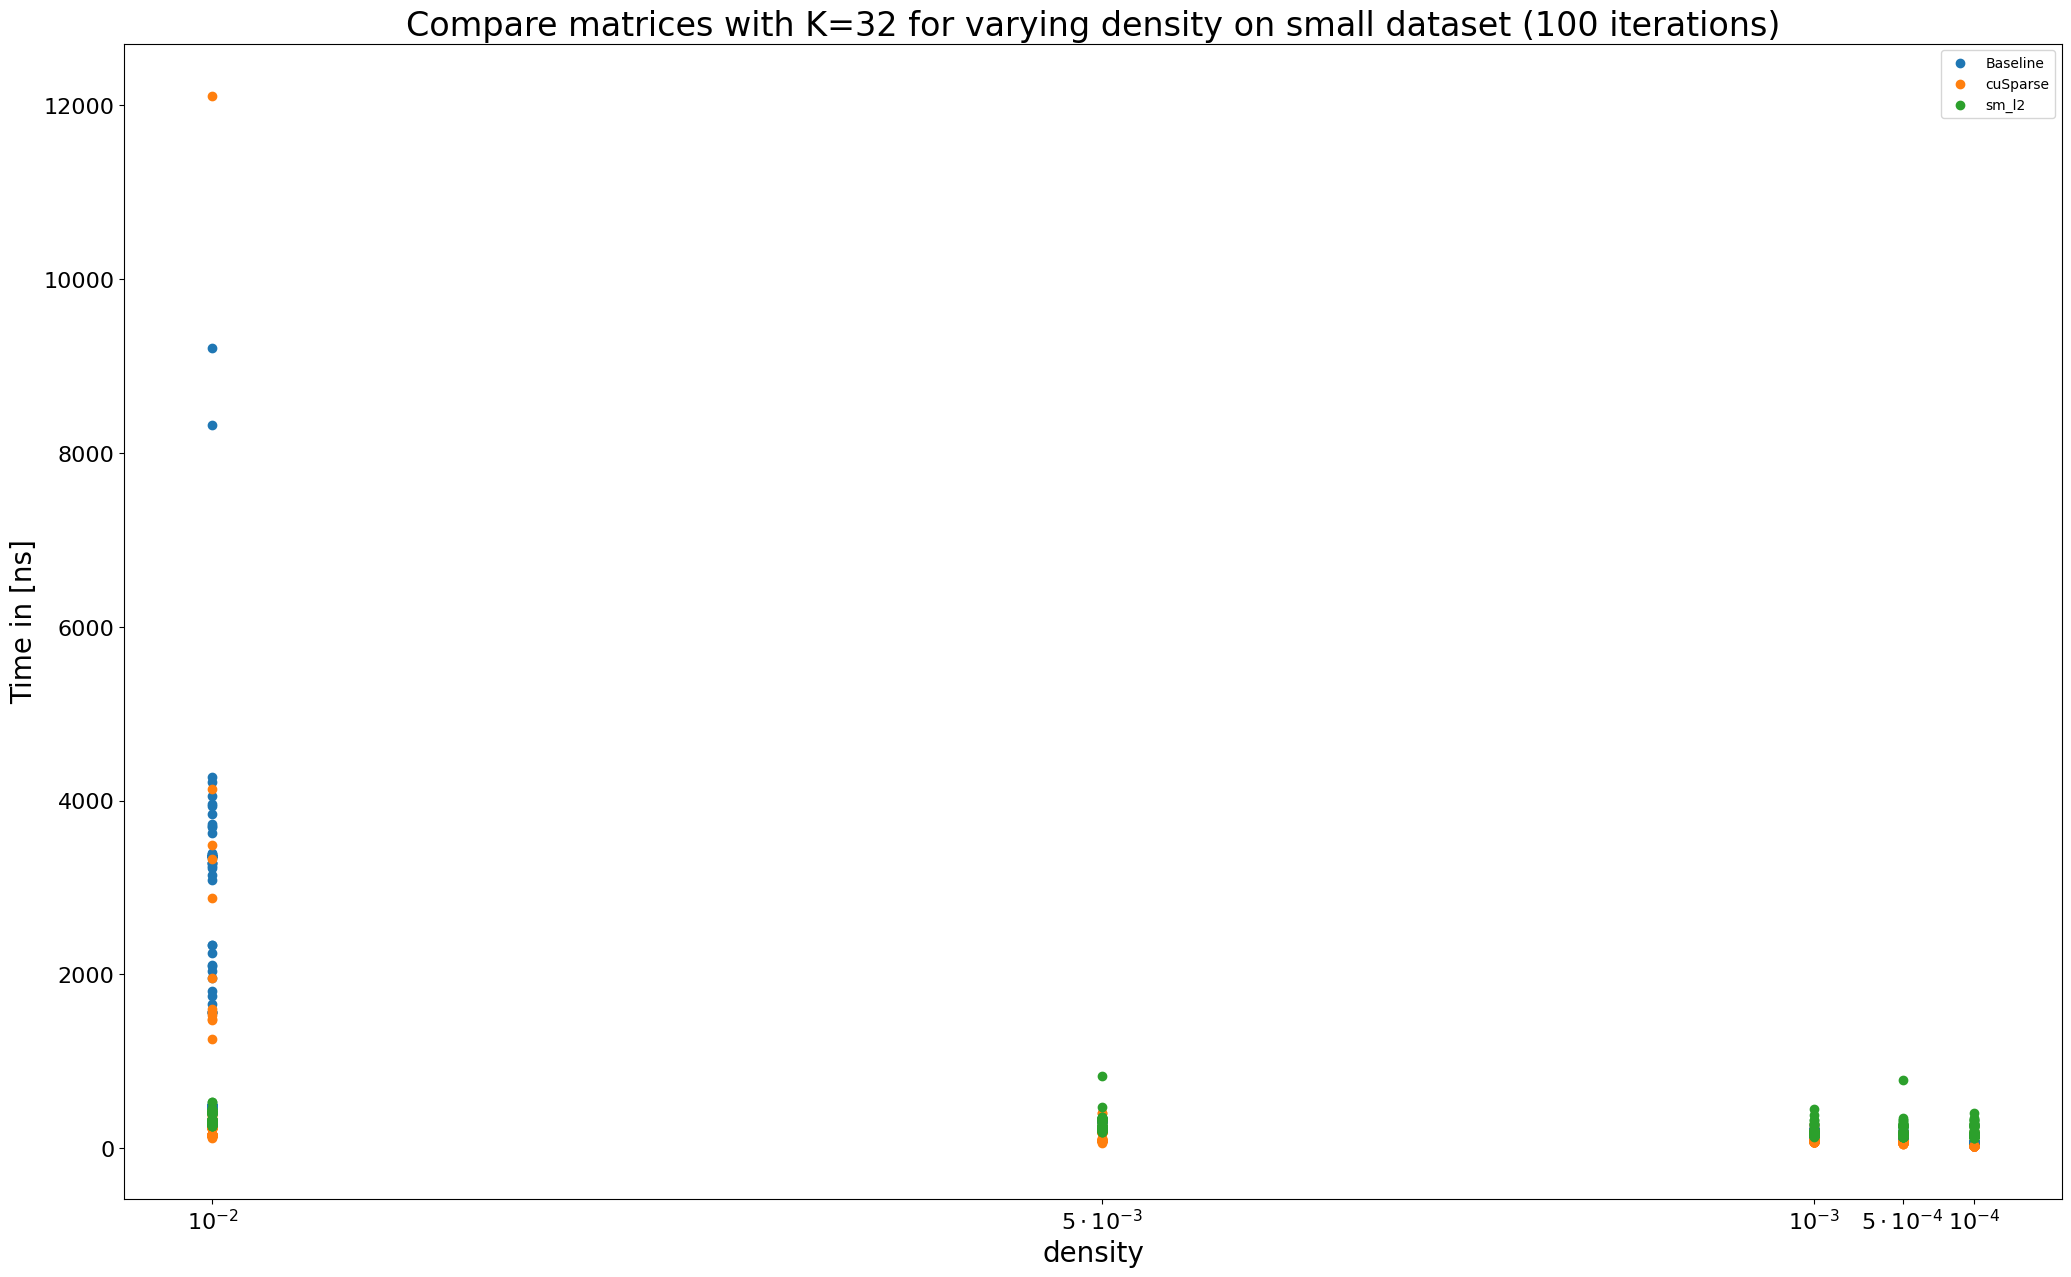 Compare matrices with K=32 for varying density on small dataset (100 iterations)
Baseline
cuSparse
sm_l2
12000
10000
8000
6000
4000
2000
0
Time in [ns]
10⁻² 5·10⁻³ 10⁻³ 5·10⁻⁴ 10⁻⁴
density